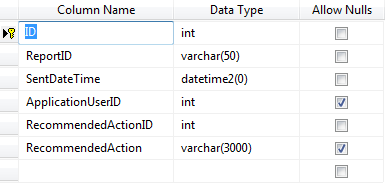 Column Name Data Type Allow Nulls
ID int
ReportID varchar(50)
SentDateTime datetime2(0)
ApplicationUserID int
RecommendedActionID int
RecommendedAction varchar(3000)